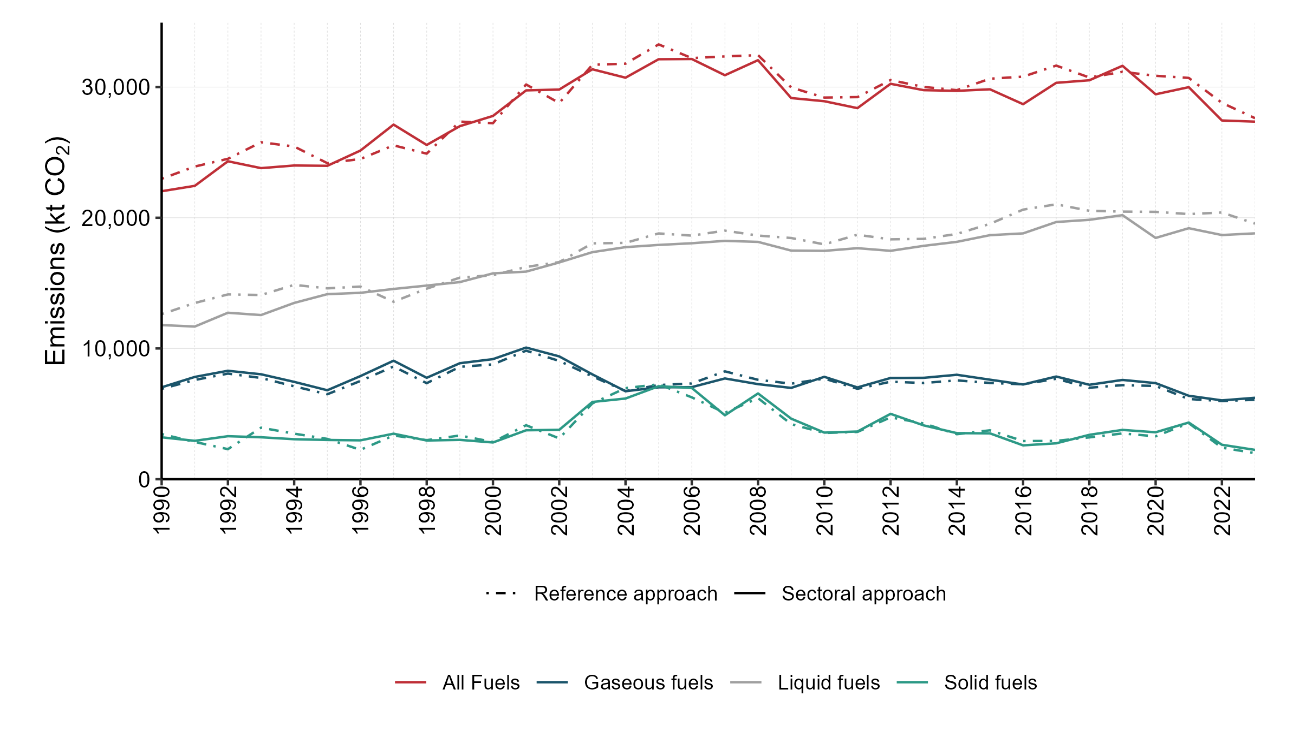 Emissions (kt CO₂)
30,000
20,000
10,000
0
1990 1992 1994 1996 1998 2000 2002 2004 2006 2008 2010 2012 2014 2016 2018 2020 2022
Reference approach Sectoral approach
All Fuels Gaseous fuels Liquid fuels Solid fuels